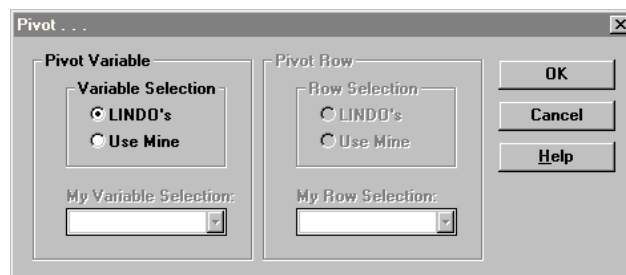 Pivot . . .
Pivot Variable
Variable Selection
LINDO's
Use Mine
My Variable Selection:
Pivot Row
Row Selection
LINDO's
Use Mine
My Row Selection:
OK
Cancel
Help